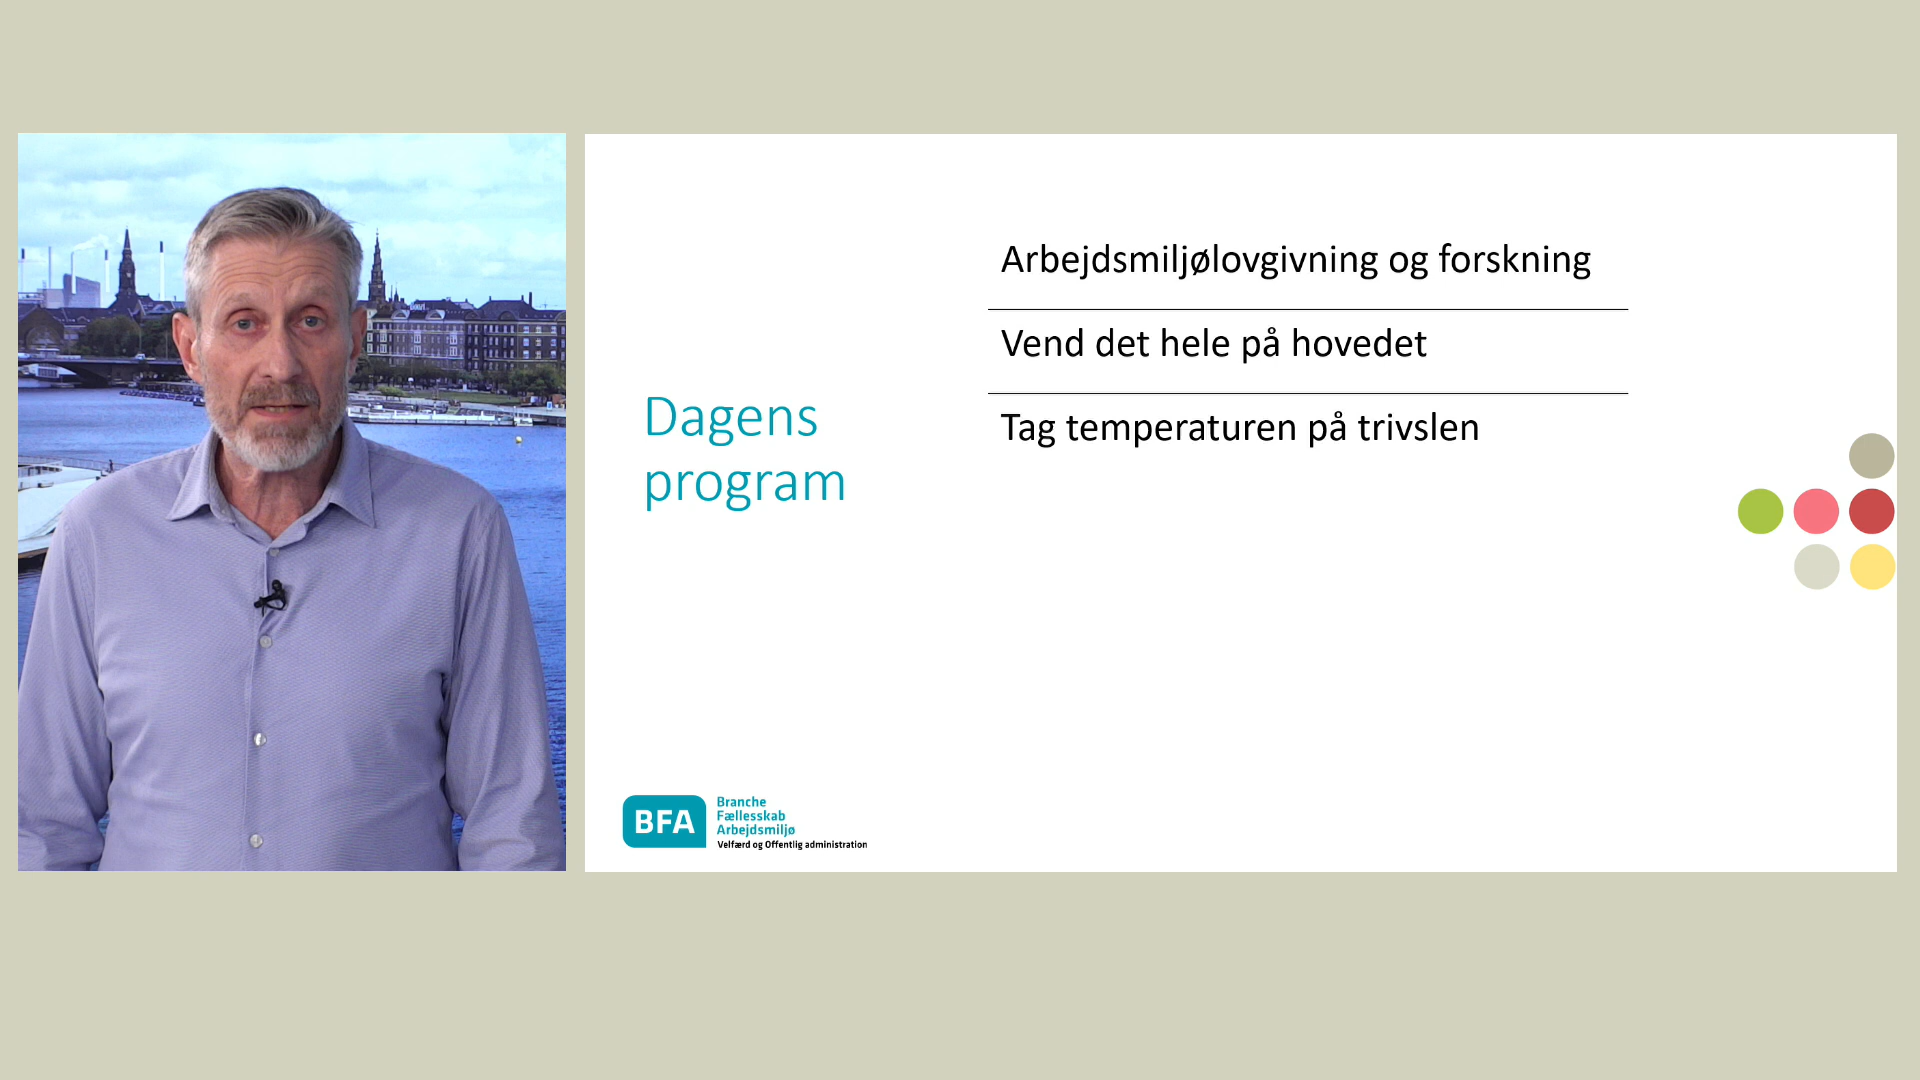 Arbejdsmiljølovgivning og forskning
Vend det hele på hovedet
Tag temperaturen på trivslen
Dagens
program
BFA
Branche
Fællesskab
Arbejdsmiljø
Velfærd og Offentlig administration